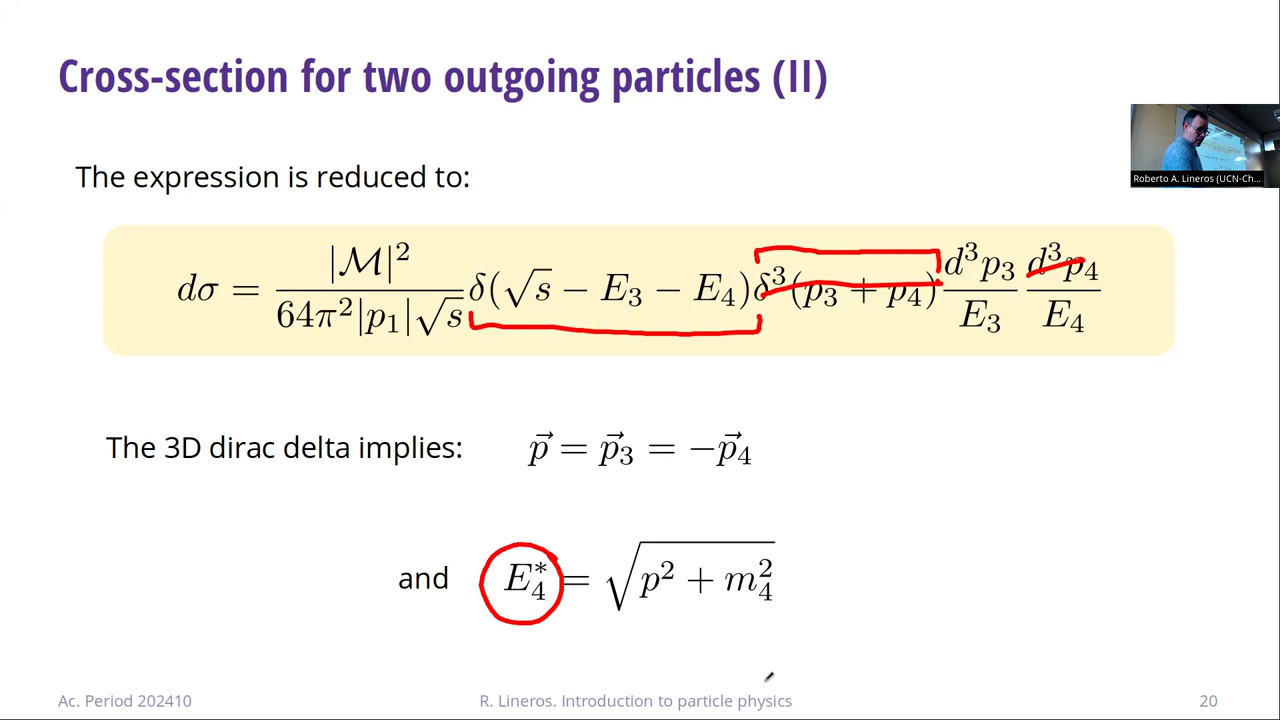 Cross-section for two outgoing particles (II)
Roberto A. Lineros (UCN-Ch...
The expression is reduced to:
dσ = |ℳ|² / 64π²|p₁|√s δ(√s − E₃ − E₄)δ³(p₃ + p₄) d³p₃ / E₃ d³p₄ / E₄
The 3D dirac delta implies: p⃗ = p⃗₃ = −p⃗₄
and E₄* = √(p² + m₄²)
Ac. Period 202410 R. Lineros. Introduction to particle physics 20